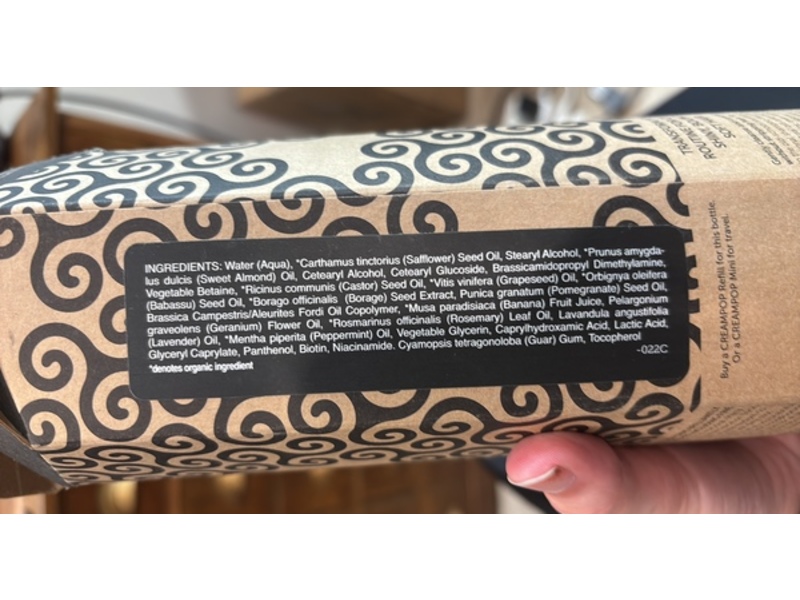 INGREDIENTS: Water (Aqua), *Carthamus tinctorius (Safflower) Seed Oil, Stearyl Alcohol, *Prunus amygda-
lus dulcis (Sweet Almond) Oil, Cetearyl Alcohol, Cetearyl Glucoside, Brassicamidopropyl Dimethylamine,
Vegetable Betaine, *Ricinus communis (Castor) Seed Oil, *Vitis vinifera (Grapeseed) Oil, *Orbignya oleifera
(Babassu) Seed Oil, *Borago officinalis (Borage) Seed Extract, Punica granatum (Pomegranate) Seed Oil,
Brassica Campestris/Aleurites Fordi Oil Copolymer, *Musa paradisiaca (Banana) Fruit Juice, Pelargonium
graveolens (Geranium) Flower Oil, *Rosmarinus officinalis (Rosemary) Leaf Oil, Lavandula angustifolia
(Lavender) Oil, *Mentha piperita (Peppermint) Oil, Vegetable Glycerin, Caprylhydroxamic Acid, Lactic Acid,
Glyceryl Caprylate, Panthenol, Biotin, Niacinamide. Cyamopsis tetragonoloba (Guar) Gum, Tocopherol
-022C
*denotes organic ingredient
Buy a CREAMPOP Refill for this bottle.
Or a CREAMPOP Mini for travel.